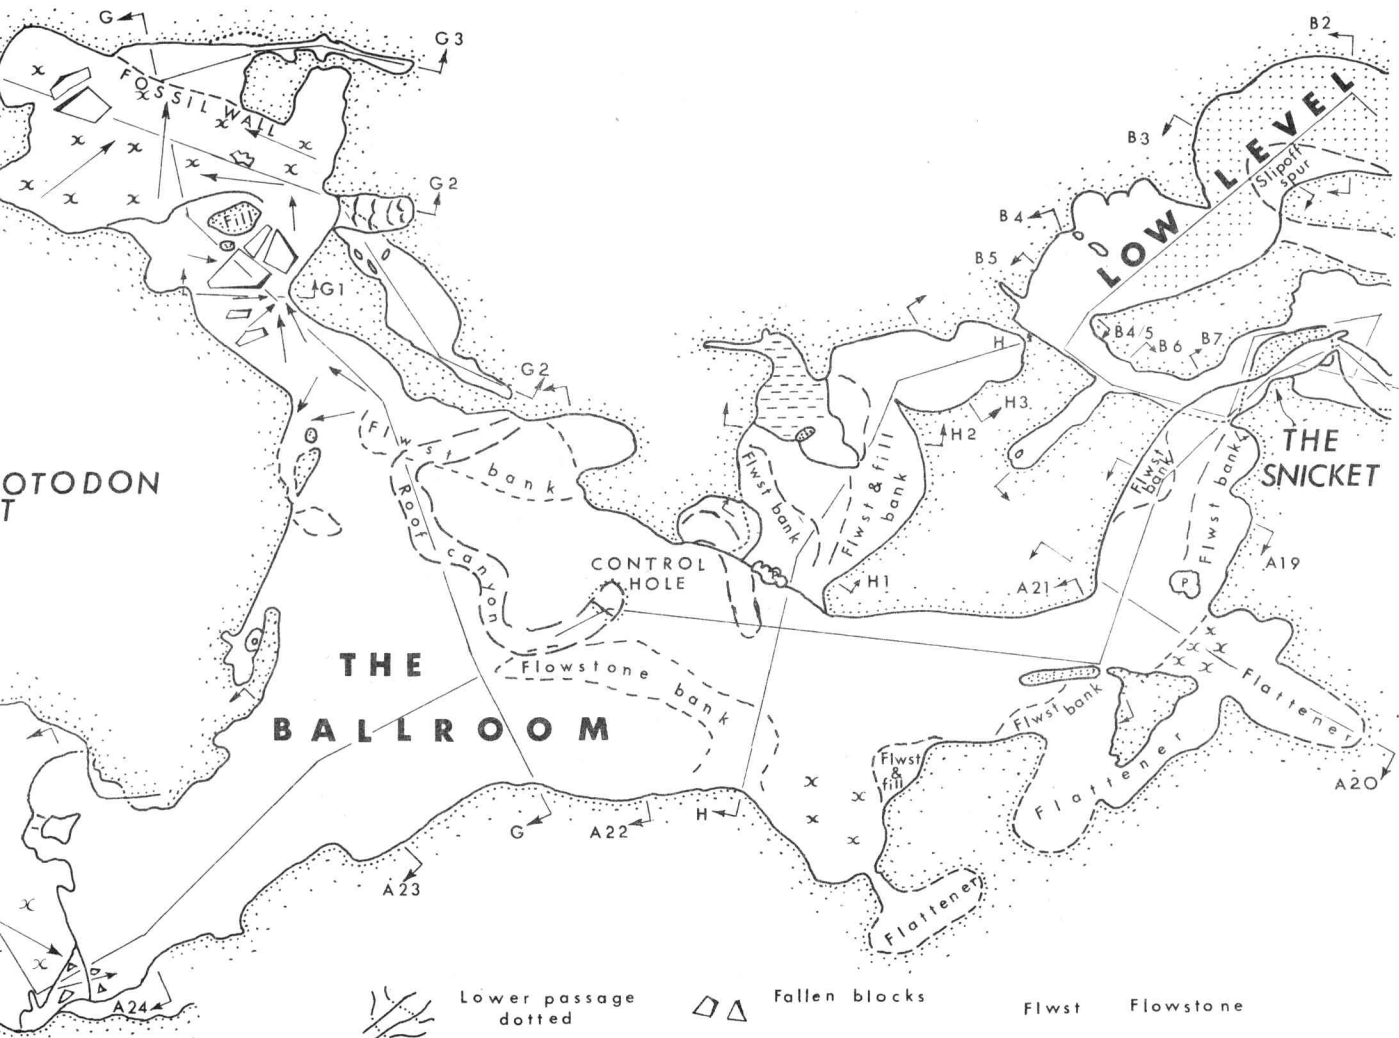 G
G3
B2
FOSSIL WALL
B3
LOW LEVEL
Slipoff
spur
G2
B4
Fill
B5
G1
B4/5
B6
B7
H
G2
H3
H2
THE
SNICKET
Flwst bank
Roof canyon
Flwst bank
Flwst & fill
bank
Flwst
bank
Flwst bank
OTODON
T
CONTROL
HOLE
H1
A21
A19
P
THE
BALLROOM
Flowstone bank
Flwst
bank
Flattener
Flattener
Flwst
&
fill
A20
G
A22
H
A23
Flattener
A24
Lower passage
dotted
Fallen blocks
Flwst Flowstone